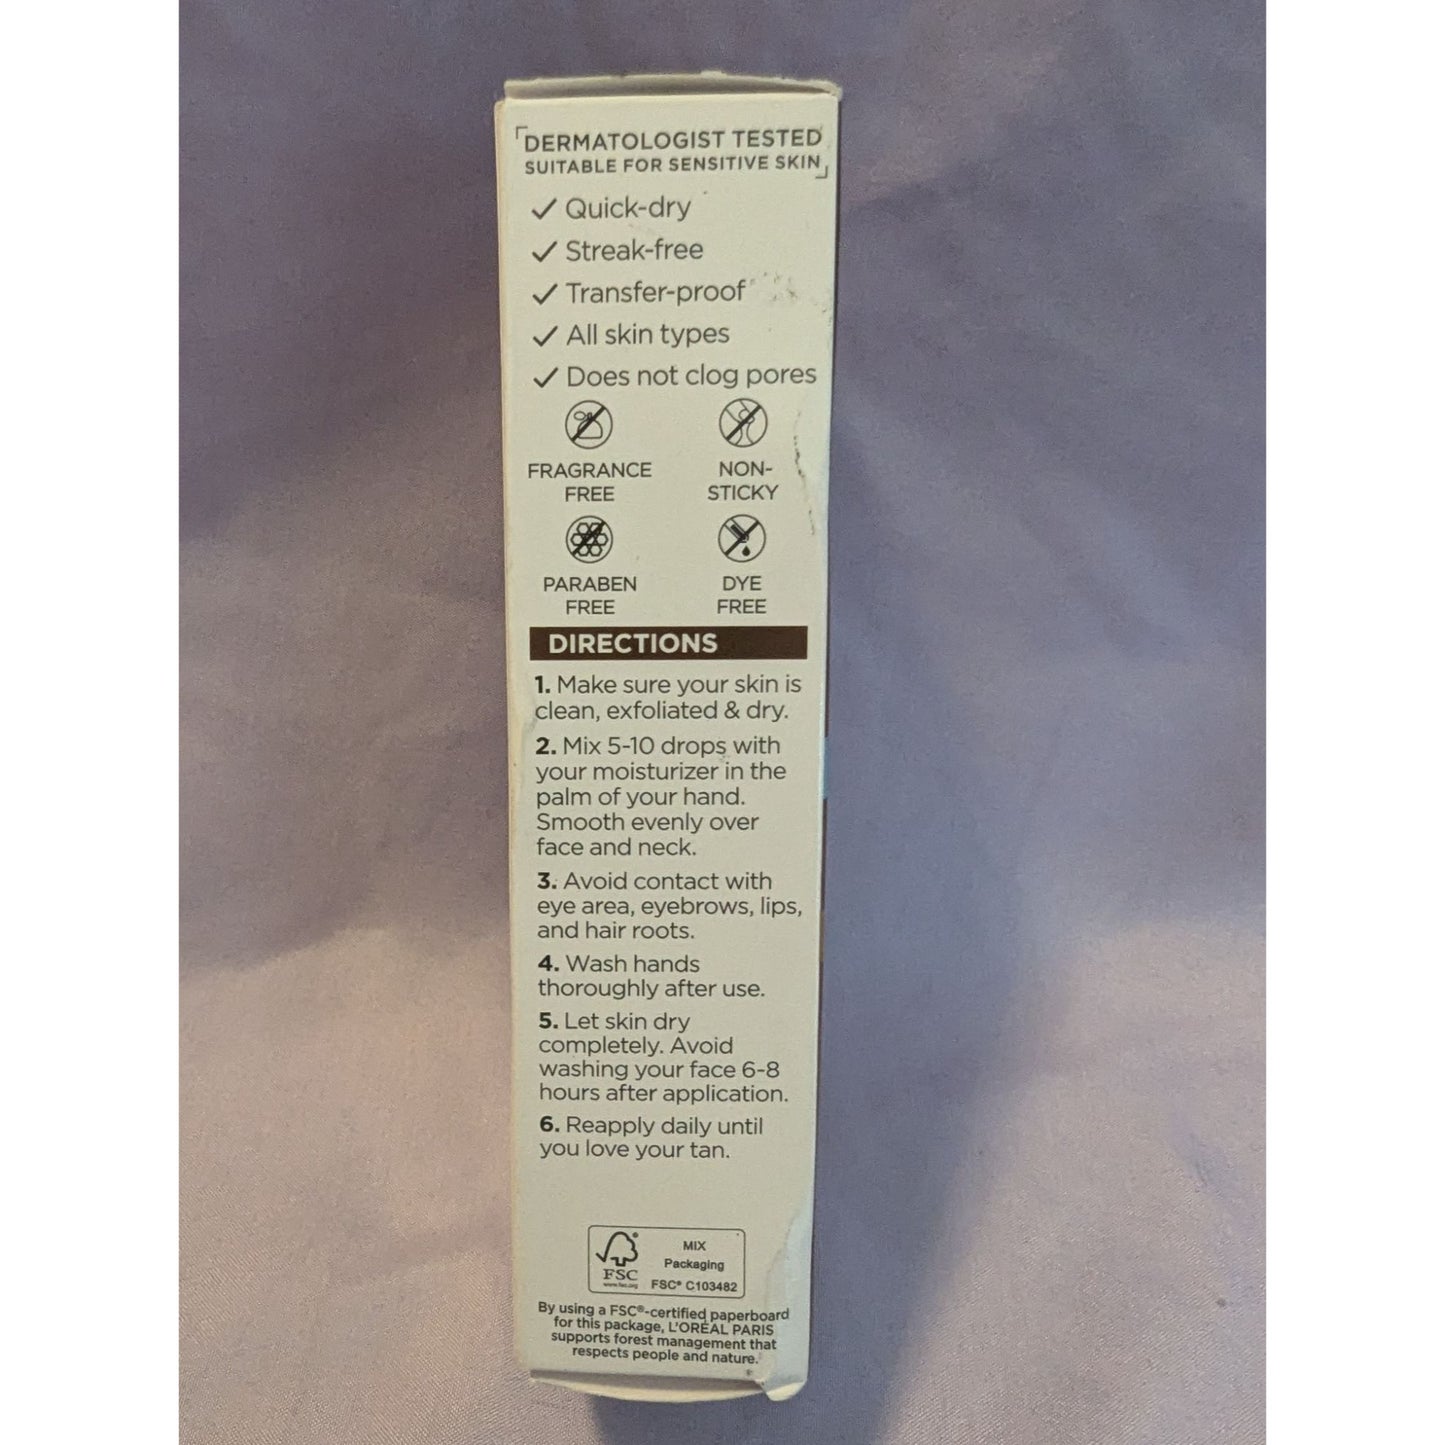 DERMATOLOGIST TESTED
SUITABLE FOR SENSITIVE SKIN
✓ Quick-dry
✓ Streak-free
✓ Transfer-proof
✓ All skin types
✓ Does not clog pores
FRAGRANCE
FREE
NON-
STICKY
PARABEN
FREE
DYE
FREE
DIRECTIONS
1. Make sure your skin is
clean, exfoliated & dry.
2. Mix 5-10 drops with
your moisturizer in the
palm of your hand.
Smooth evenly over
face and neck.
3. Avoid contact with
eye area, eyebrows, lips,
and hair roots.
4. Wash hands
thoroughly after use.
5. Let skin dry
completely. Avoid
washing your face 6-8
hours after application.
6. Reapply daily until
you love your tan.
FSC
www.fsc.org
MIX
Packaging
FSC® C103482
By using a FSC®-certified paperboard
for this package, L'ORÉAL PARIS
supports forest management that
respects people and nature.